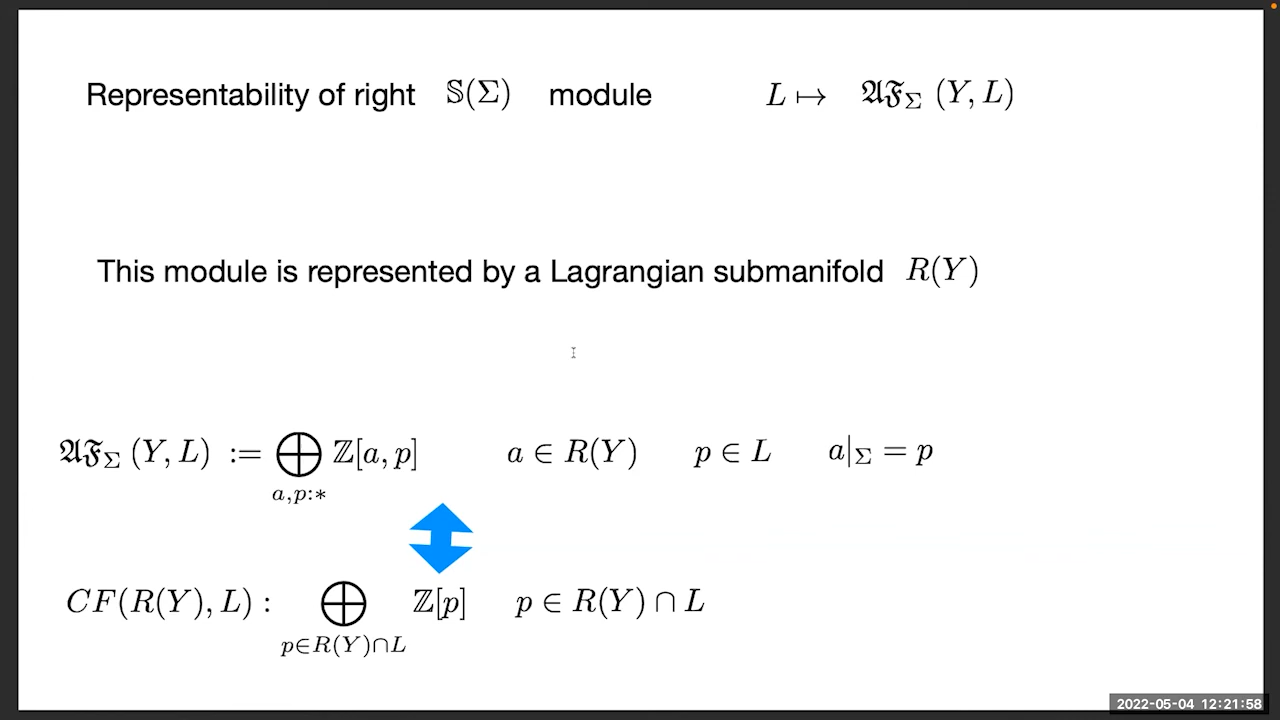 Representability of right 𝕊(Σ) module L ↦ 𝔄𝔉_Σ (Y, L)
This module is represented by a Lagrangian submanifold R(Y)
𝔄𝔉_Σ (Y, L) := ⊕_{a,p:*} ℤ[a, p] a ∈ R(Y) p ∈ L a|_Σ = p
CF(R(Y), L) : ⊕_{p∈R(Y)∩L} ℤ[p] p ∈ R(Y) ∩ L
2022-05-04 12:21:58